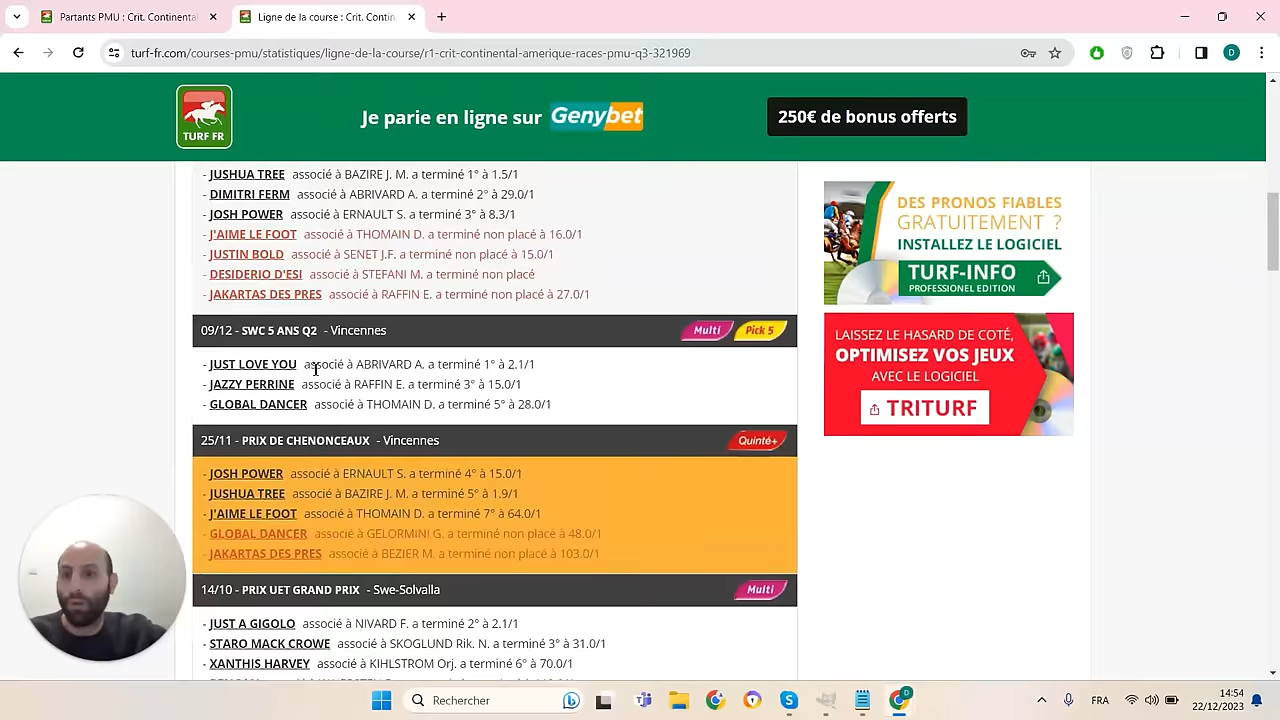 Partants PMU : Crit. Continental
Ligne de la course : Crit. Contin
turf-fr.com/courses-pmu/statistiques/ligne-de-la-course/r1-crit-continental-amerique-races-pmu-q3-321969
D
TURF FR
Je parie en ligne sur Genybet
250€ de bonus offerts
- JUSHUA TREE associé à BAZIRE J. M. a terminé 1° à 1.5/1
- DIMITRI FERM associé à ABRIVARD A. a terminé 2° à 29.0/1
- JOSH POWER associé à ERNAULT S. a terminé 3° à 8.3/1
- J'AIME LE FOOT associé à THOMAIN D. a terminé non placé à 16.0/1
- JUSTIN BOLD associé à SENET J.F. a terminé non placé à 15.0/1
- DESIDERIO D'ESI associé à STEFANI M. a terminé non placé
- JAKARTAS DES PRES associé à RAFFIN E. a terminé non placé à 27.0/1
09/12 - SWC 5 ANS Q2 - Vincennes
Multi Pick 5
- JUST LOVE YOU associé à ABRIVARD A. a terminé 1° à 2.1/1
- JAZZY PERRINE associé à RAFFIN E. a terminé 3° à 15.0/1
- GLOBAL DANCER associé à THOMAIN D. a terminé 5° à 28.0/1
25/11 - PRIX DE CHENONCEAUX - Vincennes
Quinté+
- JOSH POWER associé à ERNAULT S. a terminé 4° à 15.0/1
- JUSHUA TREE associé à BAZIRE J. M. a terminé 5° à 1.9/1
- J'AIME LE FOOT associé à THOMAIN D. a terminé 7° à 64.0/1
- GLOBAL DANCER associé à GELORMINI G. a terminé non placé à 48.0/1
- JAKARTAS DES PRES associé à BEZIER M. a terminé non placé à 103.0/1
14/10 - PRIX UET GRAND PRIX - Swe-Solvalla
Multi
- JUST A GIGOLO associé à NIVARD F. a terminé 2° à 2.1/1
- STARO MACK CROWE associé à SKOGLUND Rik. N. a terminé 3° à 31.0/1
- XANTHIS HARVEY associé à KIHLSTROM Orj. a terminé 6° à 70.0/1
DES PRONOS FIABLES
GRATUITEMENT ?
INSTALLEZ LE LOGICIEL
TURF-INFO
PROFESSIONEL EDITION
LAISSEZ LE HASARD DE COTÉ,
OPTIMISEZ VOS JEUX
AVEC LE LOGICIEL
TRITURF
Rechercher
D
FRA
14:54
22/12/2023